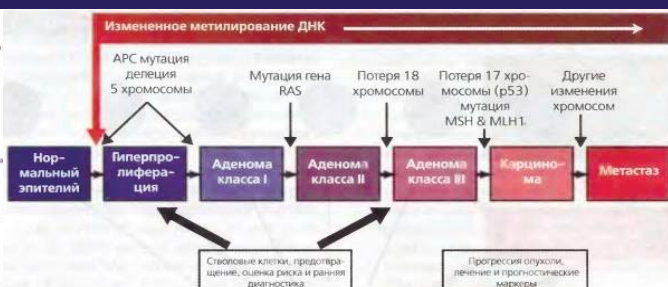 Измененное метилирование ДНК
АРС мутация
делеция
5 хромосомы
Мутация гена
RAS
Потеря 18
хромосомы
Потеря 17 хро-
мосомы (р53)
мутация
MSH & MLH1
Другие
изменения
хромосом
Нор-
мальный
эпителий
Гиперпро-
лифера-
ция
Аденома
класса I
Аденома
класса II
Аденома
класса III
Карцино-
ма
Метастаз
Стволовые клетки, предотвра-
щение, оценка риска и ранняя
диагностика
Прогрессия опухоли,
лечение и прогностические
маркеры